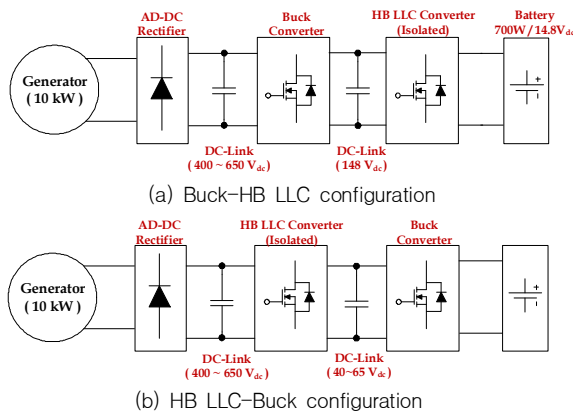 AD-DC
Rectifier
Buck
Converter
HB LLC Converter
(Isolated)
Battery
700W/14.8Vdc
Generator
( 10 kW )
DC-Link
( 400 ~ 650 Vdc )
DC-Link
( 148 Vdc )
(a) Buck-HB LLC configuration
AD-DC
Rectifier
HB LLC Converter
(Isolated)
Buck
Converter
Generator
( 10 kW )
DC-Link
( 400 ~ 650 Vdc )
DC-Link
( 40~65 Vdc )
(b) HB LLC-Buck configuration